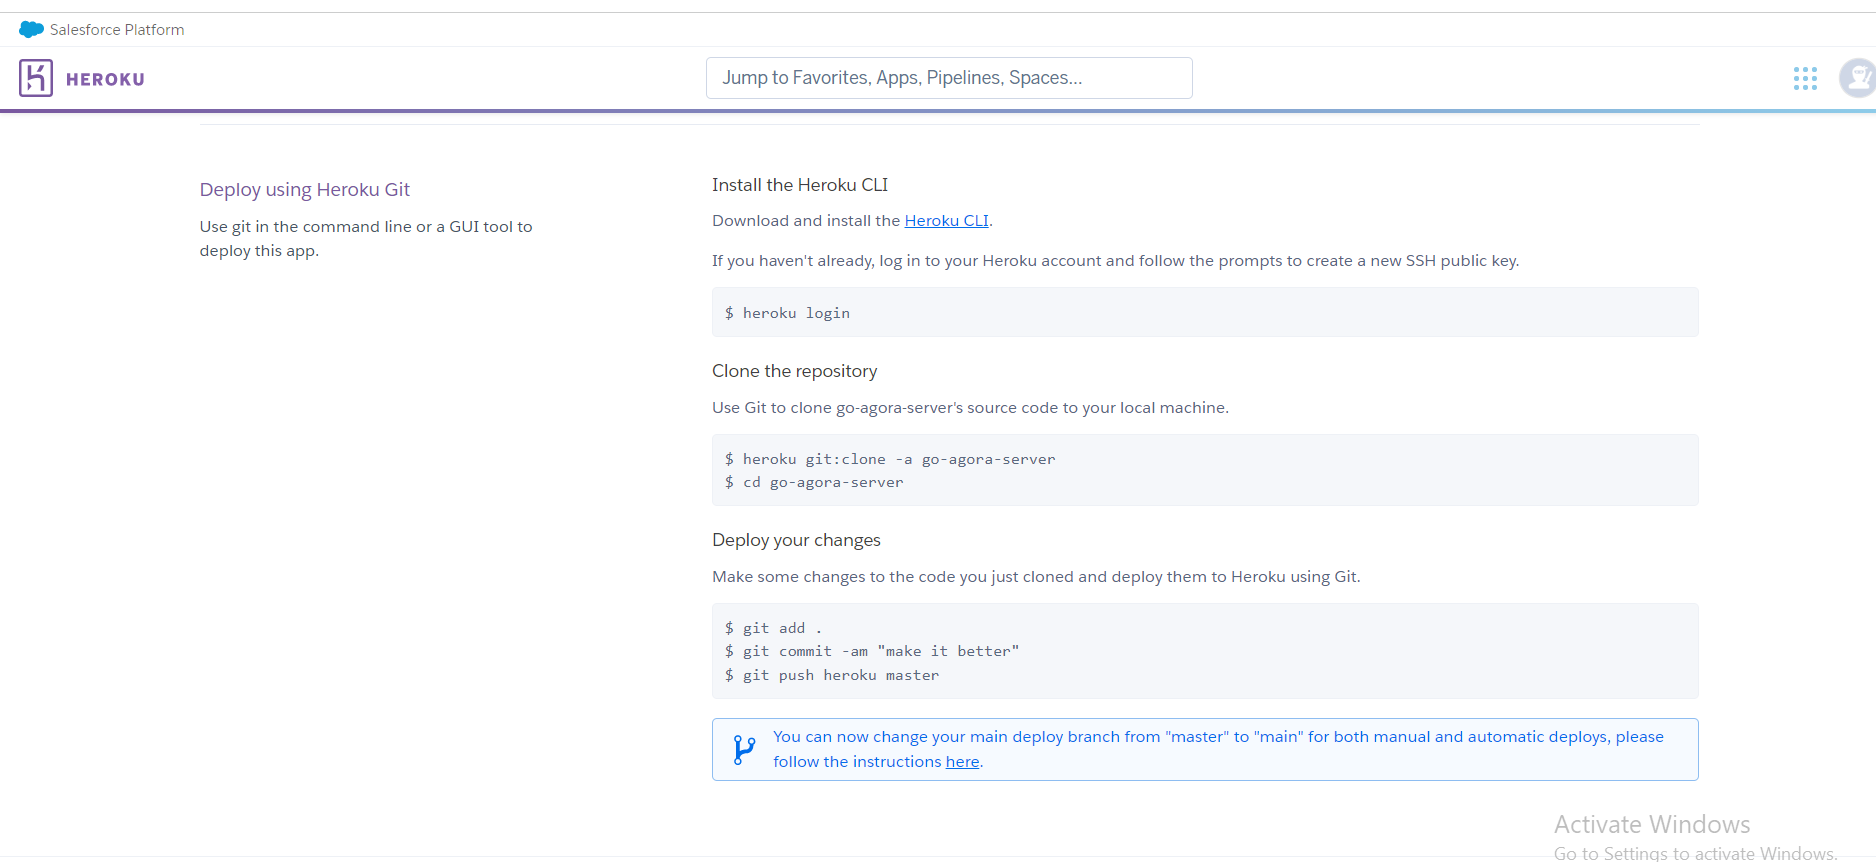 Salesforce Platform
HEROKU
Jump to Favorites, Apps, Pipelines, Spaces...
Deploy using Heroku Git
Use git in the command line or a GUI tool to
deploy this app.
Install the Heroku CLI
Download and install the Heroku CLI.
If you haven't already, log in to your Heroku account and follow the prompts to create a new SSH public key.
$ heroku login
Clone the repository
Use Git to clone go-agora-server's source code to your local machine.
$ heroku git:clone -a go-agora-server
$ cd go-agora-server
Deploy your changes
Make some changes to the code you just cloned and deploy them to Heroku using Git.
$ git add .
$ git commit -am "make it better"
$ git push heroku master
You can now change your main deploy branch from "master" to "main" for both manual and automatic deploys, please
follow the instructions here.
Activate Windows
Go to Settings to activate Windows.